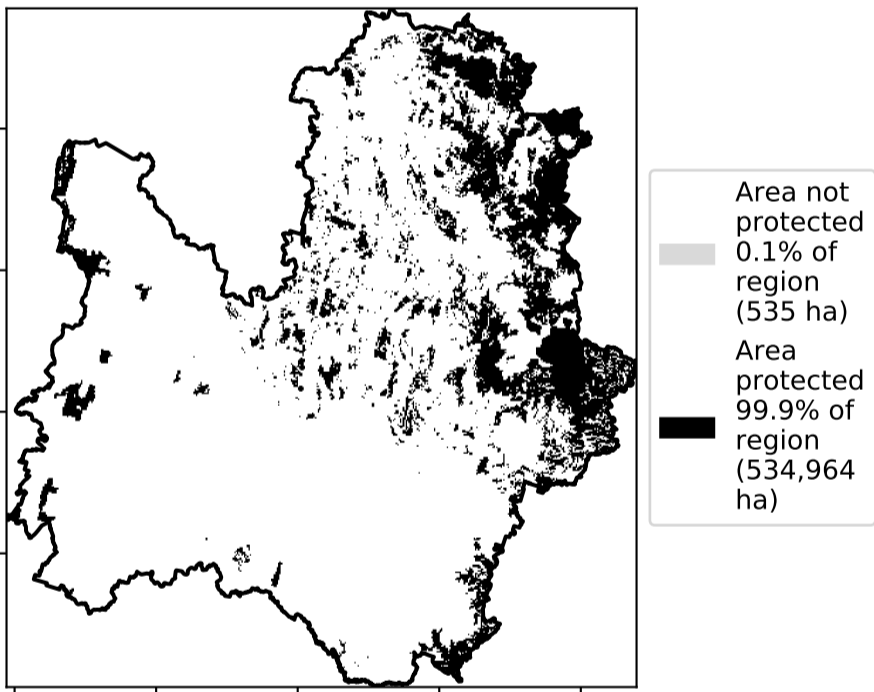 Area not
protected
0.1% of
region
(535 ha)
Area
protected
99.9% of
region
(534,964
ha)